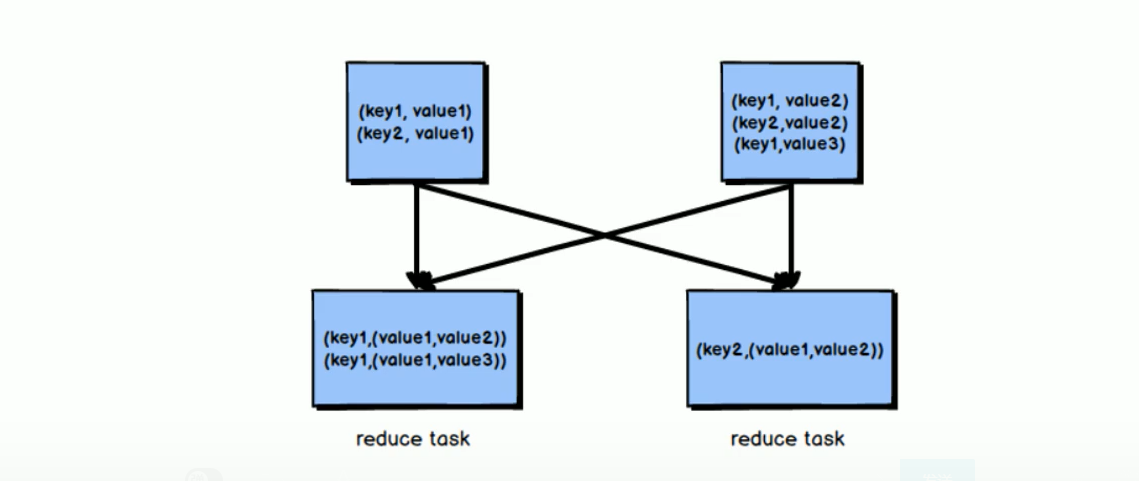 (key1, value1)
(key2, value1)
(key1, value2)
(key2,value2)
(key1,value3)
(key1,(value1,value2))
(key1,(value1,value3))
(key2,(value1,value2))
reduce task
reduce task